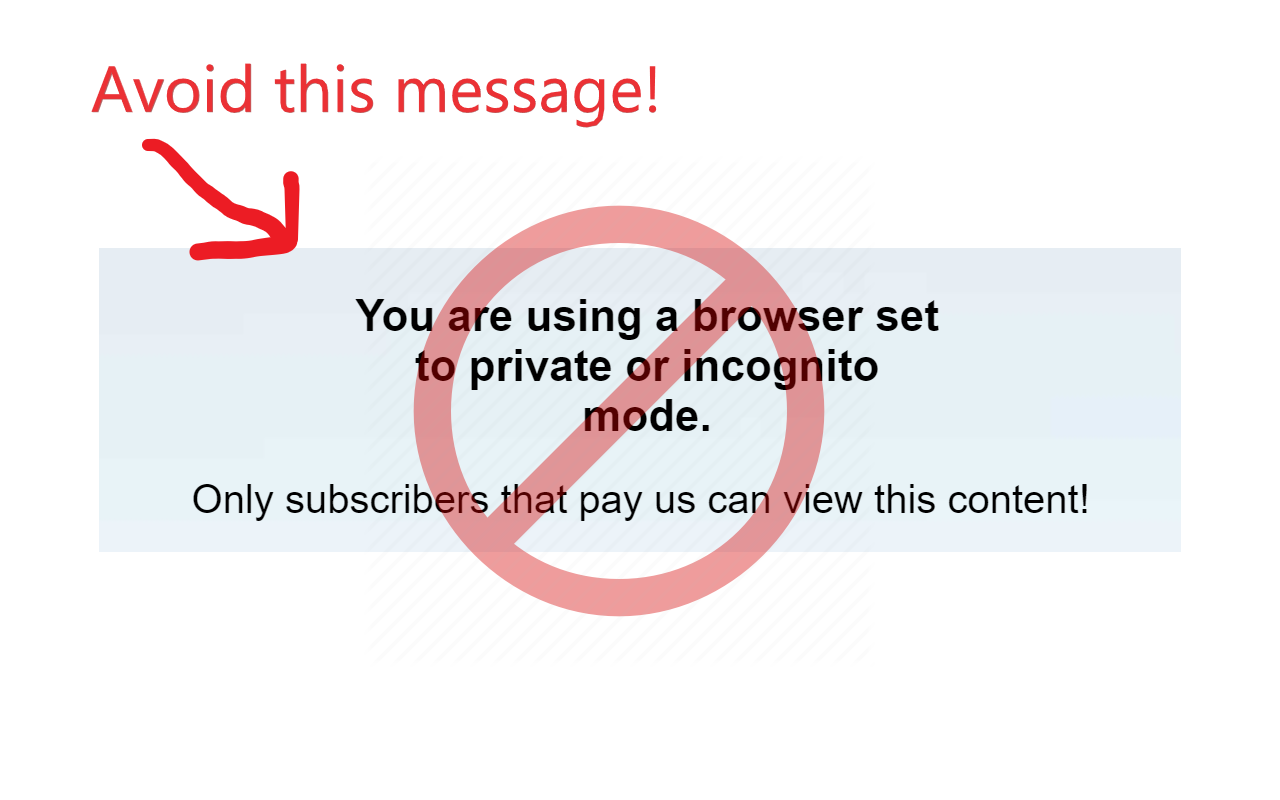 Avoid this message!
You are using a browser set
to private or incognito
mode.
Only subscribers that pay us can view this content!